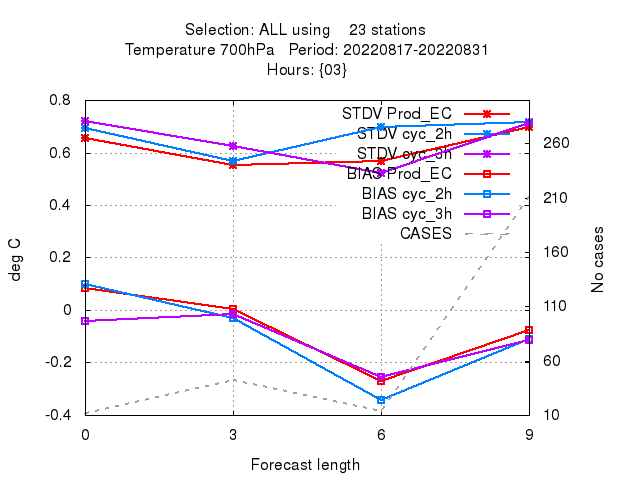 Selection: ALL using    23 stations
Temperature 700hPa   Period: 20220817-20220831
Hours: {03}
STDV Prod_EC
STDV cyc_2h
STDV cyc_3h
BIAS Prod_EC
BIAS cyc_2h
BIAS cyc_3h
CASES
deg C
0.8
0.6
0.4
0.2
0
-0.2
-0.4
No cases
260
210
160
110
60
10
0 3 6 9
Forecast length